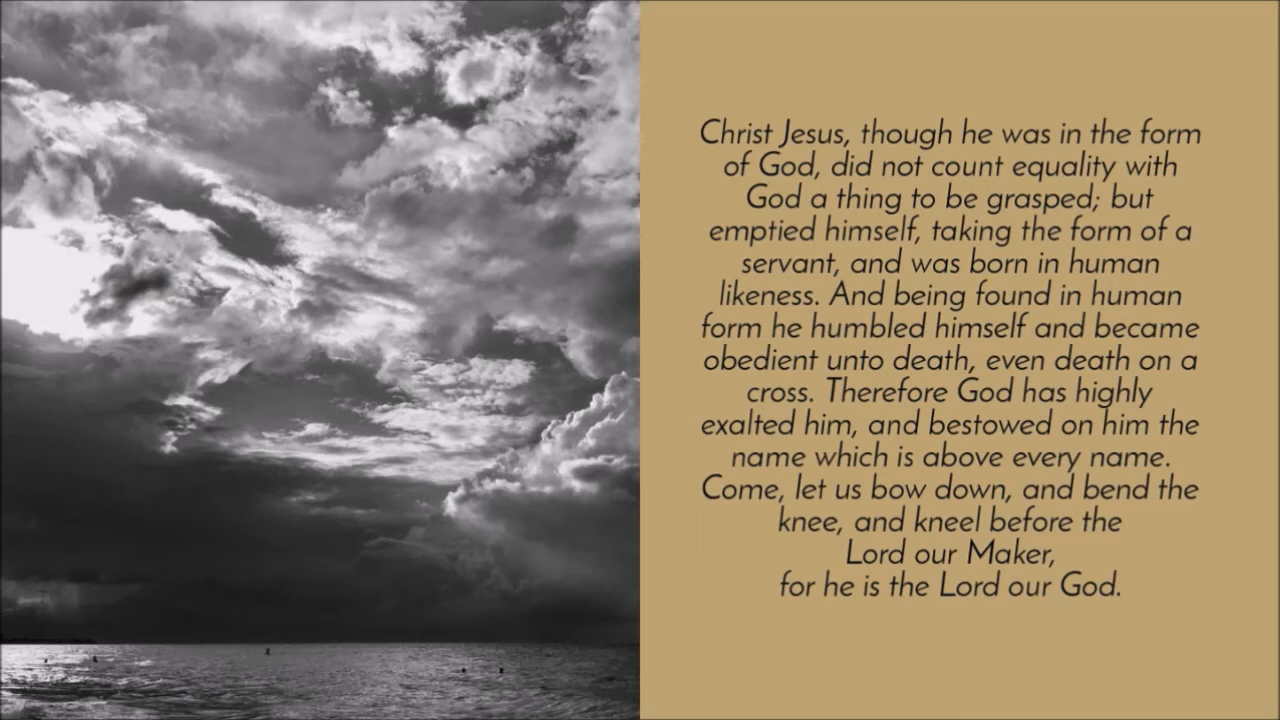 Christ Jesus, though he was in the form
of God, did not count equality with
God a thing to be grasped; but
emptied himself, taking the form of a
servant, and was born in human
likeness. And being found in human
form he humbled himself and became
obedient unto death, even death on a
cross. Therefore God has highly
exalted him, and bestowed on him the
name which is above every name.
Come, let us bow down, and bend the
knee, and kneel before the
Lord our Maker,
for he is the Lord our God.